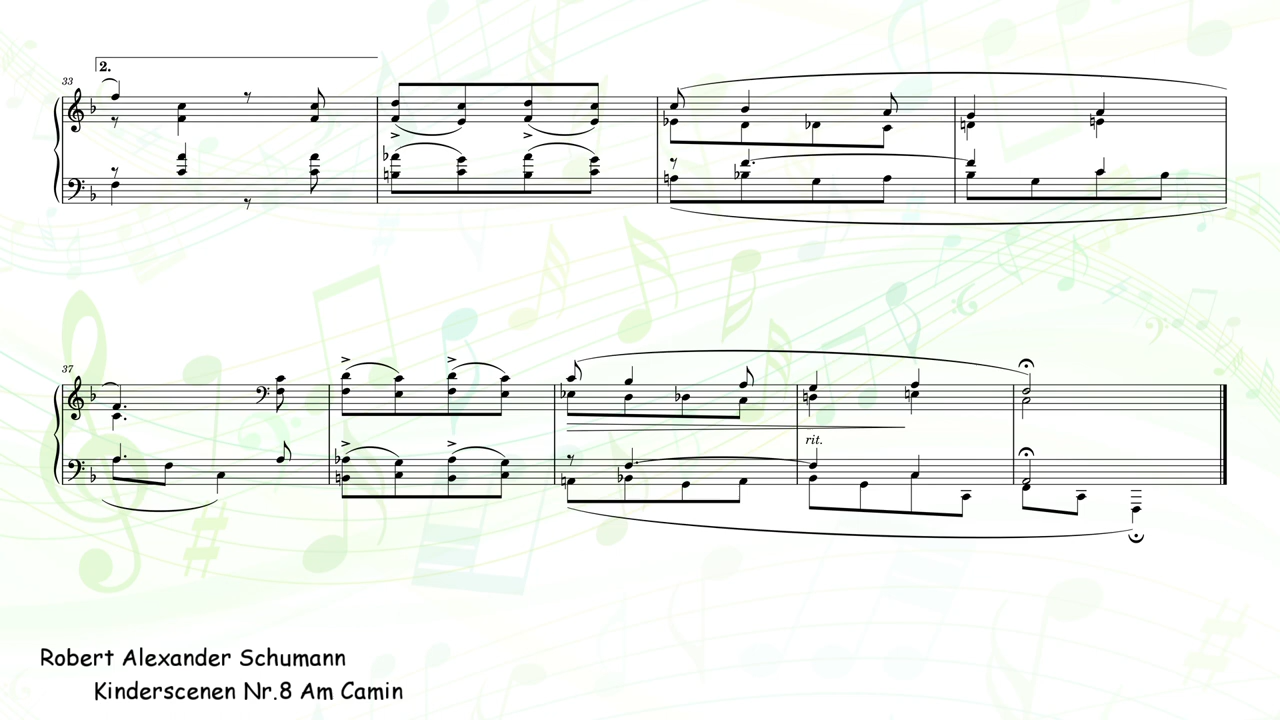 2.
33
37
rit.
Robert Alexander Schumann
Kinderscenen Nr.8 Am Camin